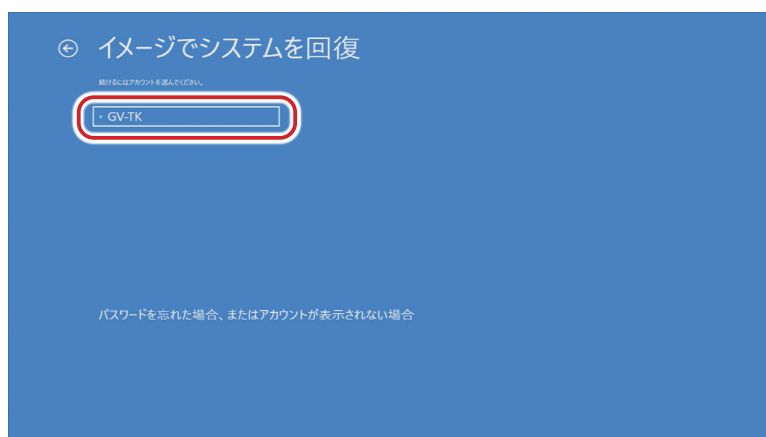 イメージでシステムを回復
続けるにはアカウントを選んでください。
GV-TK
パスワードを忘れた場合、またはアカウントが表示されない場合